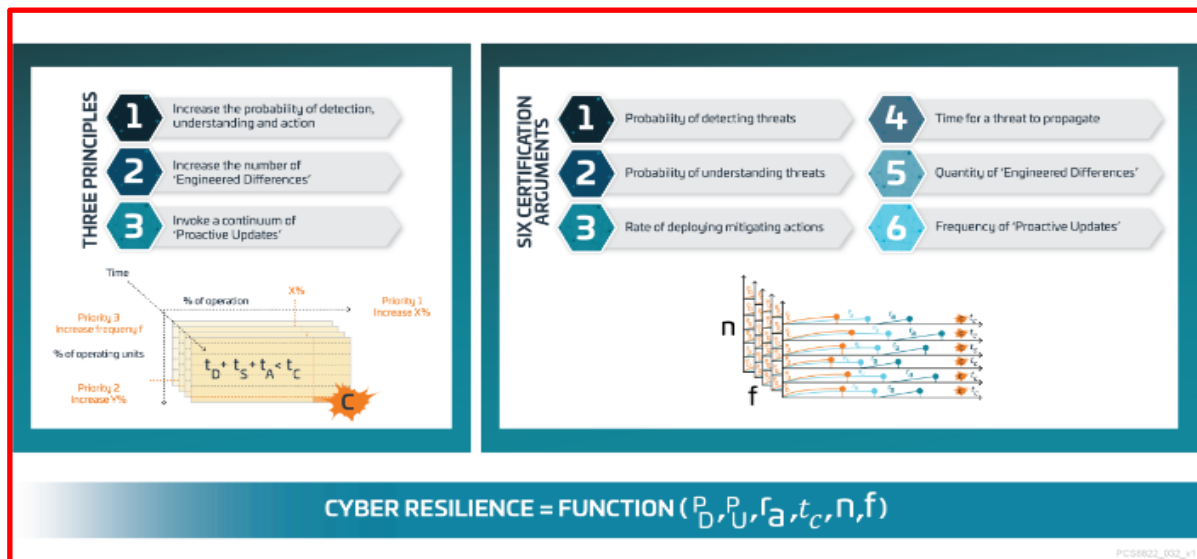 THREE PRINCIPLES
1
Increase the probability of detection,
understanding and action
2
Increase the number of
'Engineered Differences'
3
Invoke a continuum of
'Proactive Updates'
Time
% of operation
X%
Priority 1
Increase X%
Priority 3
Increase frequency f
% of operating units
Priority 2
Increase Y%
t_D + t_S + t_A < t_C
C
SIX CERTIFICATION
ARGUMENTS
1
Probability of detecting threats
2
Probability of understanding threats
3
Rate of deploying mitigating actions
4
Time for a threat to propagate
5
Quantity of 'Engineered Differences'
6
Frequency of 'Proactive Updates'
n
f
CYBER RESILIENCE = FUNCTION ( P_D, P_U, r_a, t_c, n, f )